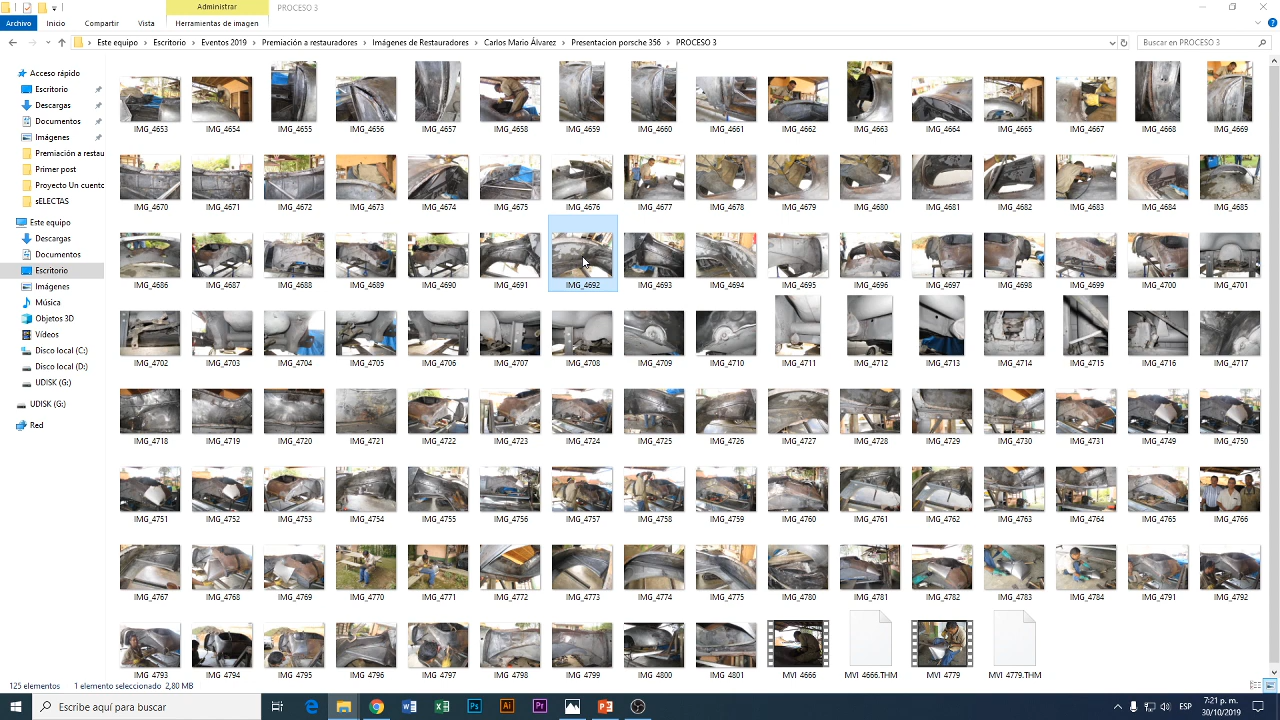 Administrar
PROCESO 3
Archivo
Inicio
Compartir
Vista
Herramientas de imagen
Este equipo
Escritorio
Eventos 2019
Premiación a restauradores
Imágenes de Restauradores
Carlos Mario Álvarez
Presentacion porsche 356
PROCESO 3
Buscar en PROCESO 3
Acceso rápido
Escritorio
Descargas
Documentos
Imágenes
Premiación a restau
Primer post
Proyecto Un cuentc
sELECTAS
Este equipo
Descargas
Documentos
Escritorio
Imágenes
Música
Objetos 3D
Vídeos
Disco local (C:)
Disco local (D:)
UDISK (G:)
UDISK (G:)
Red
IMG_4653 IMG_4654 IMG_4655 IMG_4656 IMG_4657 IMG_4658 IMG_4659 IMG_4660 IMG_4661 IMG_4662 IMG_4663 IMG_4664 IMG_4665 IMG_4667 IMG_4668 IMG_4669
IMG_4670 IMG_4671 IMG_4672 IMG_4673 IMG_4674 IMG_4675 IMG_4676 IMG_4677 IMG_4678 IMG_4679 IMG_4680 IMG_4681 IMG_4682 IMG_4683 IMG_4684 IMG_4685
IMG_4686 IMG_4687 IMG_4688 IMG_4689 IMG_4690 IMG_4691 IMG_4692 IMG_4693 IMG_4694 IMG_4695 IMG_4696 IMG_4697 IMG_4698 IMG_4699 IMG_4700 IMG_4701
IMG_4702 IMG_4703 IMG_4704 IMG_4705 IMG_4706 IMG_4707 IMG_4708 IMG_4709 IMG_4710 IMG_4711 IMG_4712 IMG_4713 IMG_4714 IMG_4715 IMG_4716 IMG_4717
IMG_4718 IMG_4719 IMG_4720 IMG_4721 IMG_4722 IMG_4723 IMG_4724 IMG_4725 IMG_4726 IMG_4727 IMG_4728 IMG_4729 IMG_4730 IMG_4731 IMG_4749 IMG_4750
IMG_4751 IMG_4752 IMG_4753 IMG_4754 IMG_4755 IMG_4756 IMG_4757 IMG_4758 IMG_4759 IMG_4760 IMG_4761 IMG_4762 IMG_4763 IMG_4764 IMG_4765 IMG_4766
IMG_4767 IMG_4768 IMG_4769 IMG_4770 IMG_4771 IMG_4772 IMG_4773 IMG_4774 IMG_4775 IMG_4780 IMG_4781 IMG_4782 IMG_4783 IMG_4784 IMG_4791 IMG_4792
IMG_4793 IMG_4794 IMG_4795 IMG_4796 IMG_4797 IMG_4798 IMG_4799 IMG_4800 IMG_4801 MVI_4666 MVI_4666.THM MVI_4779 MVI_4779.THM
125 elementos
1 elemento seleccionado 2,80 MB
Escribe aquí para buscar
ESP
7:21 p. m.
30/10/2019